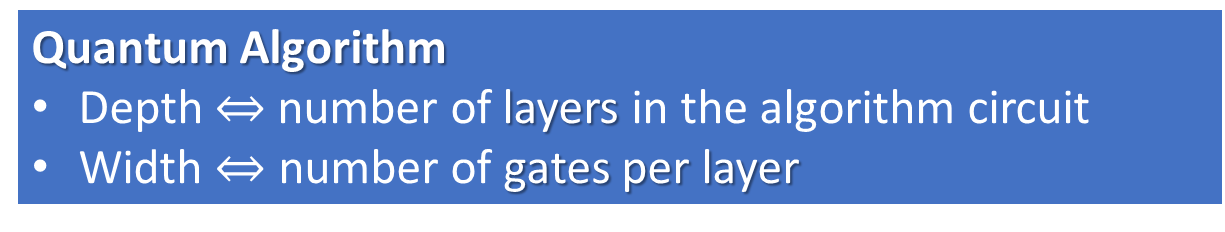 Quantum Algorithm
• Depth ⇔ number of layers in the algorithm circuit
• Width ⇔ number of gates per layer